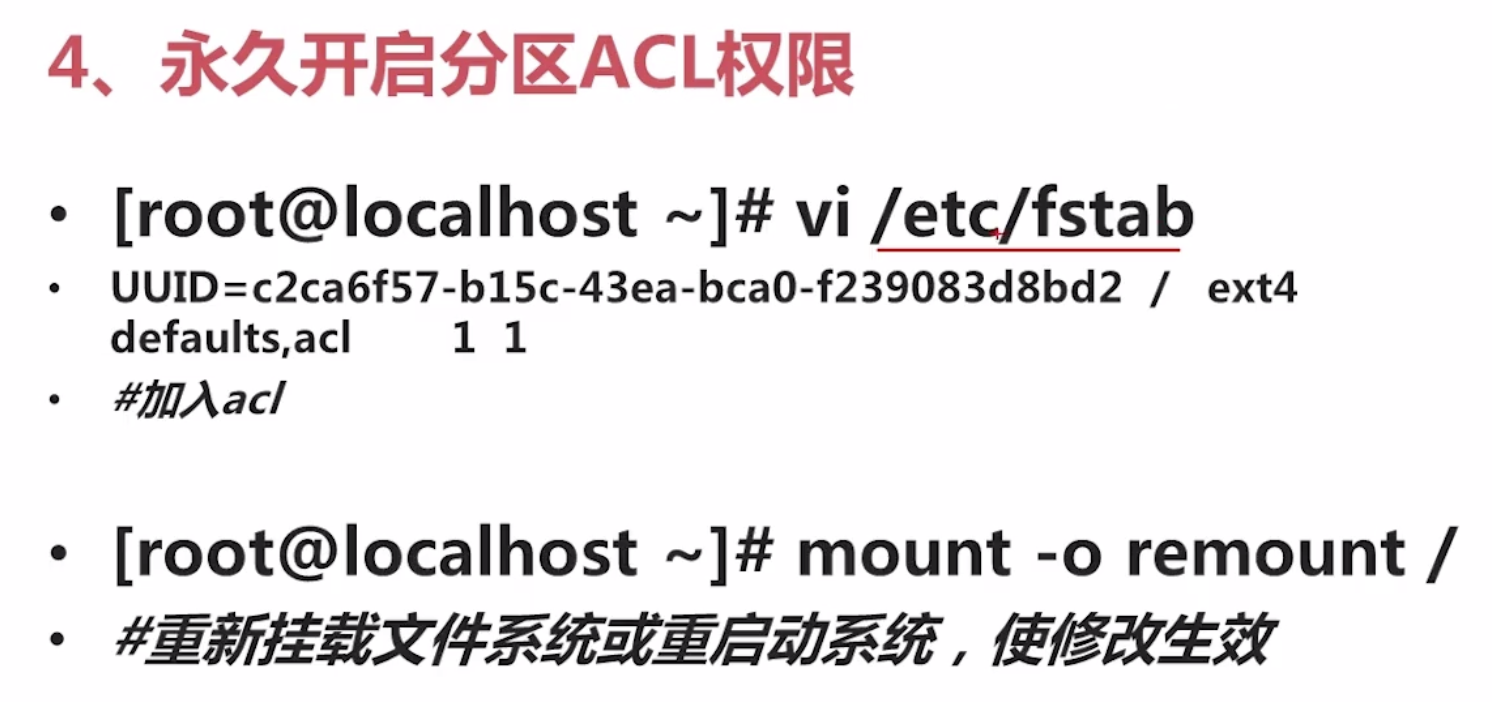 4、永久开启分区ACL权限
• [root@localhost ~]# vi /etc/fstab
• UUID=c2ca6f57-b15c-43ea-bca0-f239083d8bd2 / ext4
defaults,acl 1 1
• #加入acl
• [root@localhost ~]# mount -o remount /
• #重新挂载文件系统或重启动系统，使修改生效